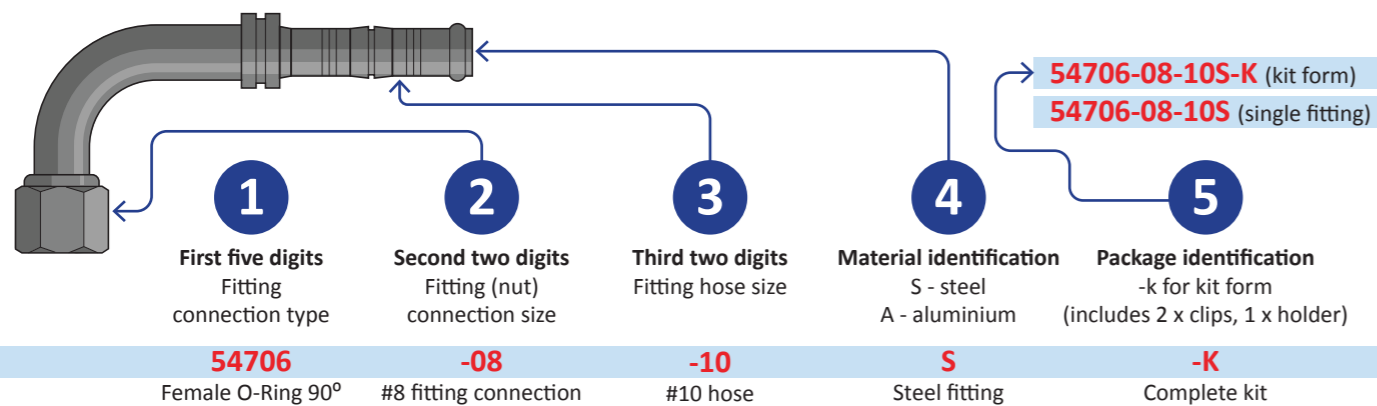 54706-08-10S-K (kit form)
54706-08-10S (single fitting)
1
2
3
4
5
First five digits
Fitting
connection type
Second two digits
Fitting (nut)
connection size
Third two digits
Fitting hose size
Material identification
S - steel
A - aluminium
Package identification
-k for kit form
(includes 2 x clips, 1 x holder)
54706
-08
-10
S
-K
Female O-Ring 90⁰
#8 fitting connection
#10 hose
Steel fitting
Complete kit